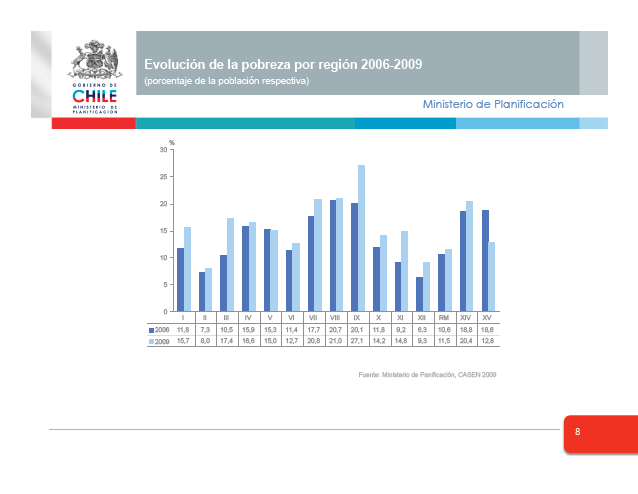 Evolución de la pobreza por región 2006-2009
(porcentaje de la población respectiva)
GOBIERNO DE
CHILE
MINISTERIO DE
PLANIFICACIÓN
Ministerio de Planificación
%
30
25
20
15
10
5
0
I II III IV V VI VII VIII IX X XI XII RM XIV XV
2006 11,8 7,3 10,5 15,9 15,3 11,4 17,7 20,7 20,1 11,8 9,2 6,3 10,6 18,8 18,6
2009 15,7 8,0 17,4 16,6 15,0 12,7 20,8 21,0 27,1 14,2 14,8 9,3 11,5 20,4 12,8
Fuente: Ministerio de Panificación, CASEN 2009
8